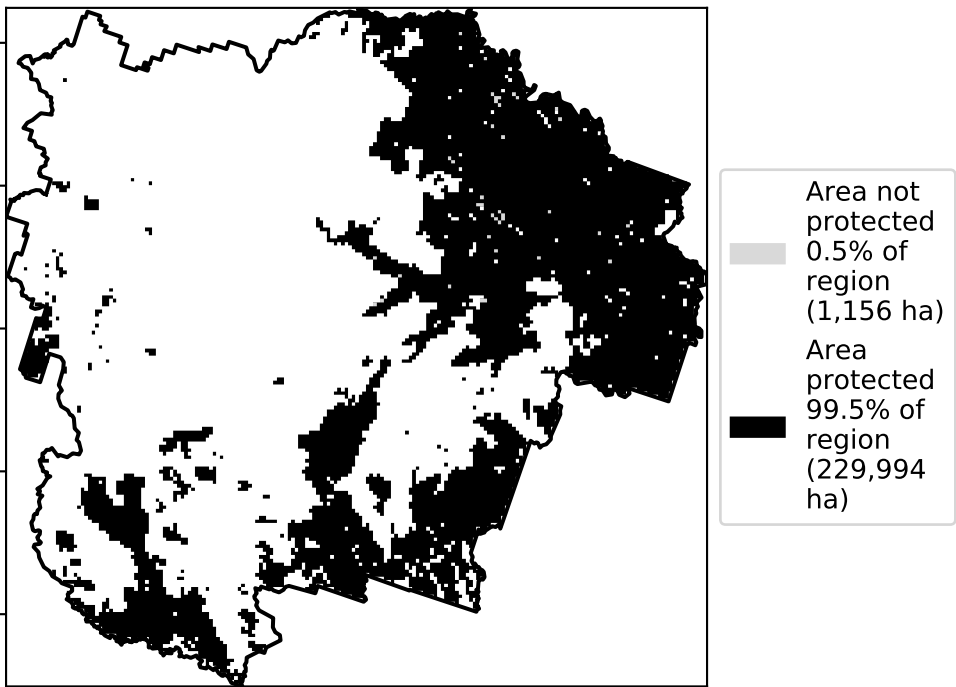 Area not
protected
0.5% of
region
(1,156 ha)
Area
protected
99.5% of
region
(229,994
ha)